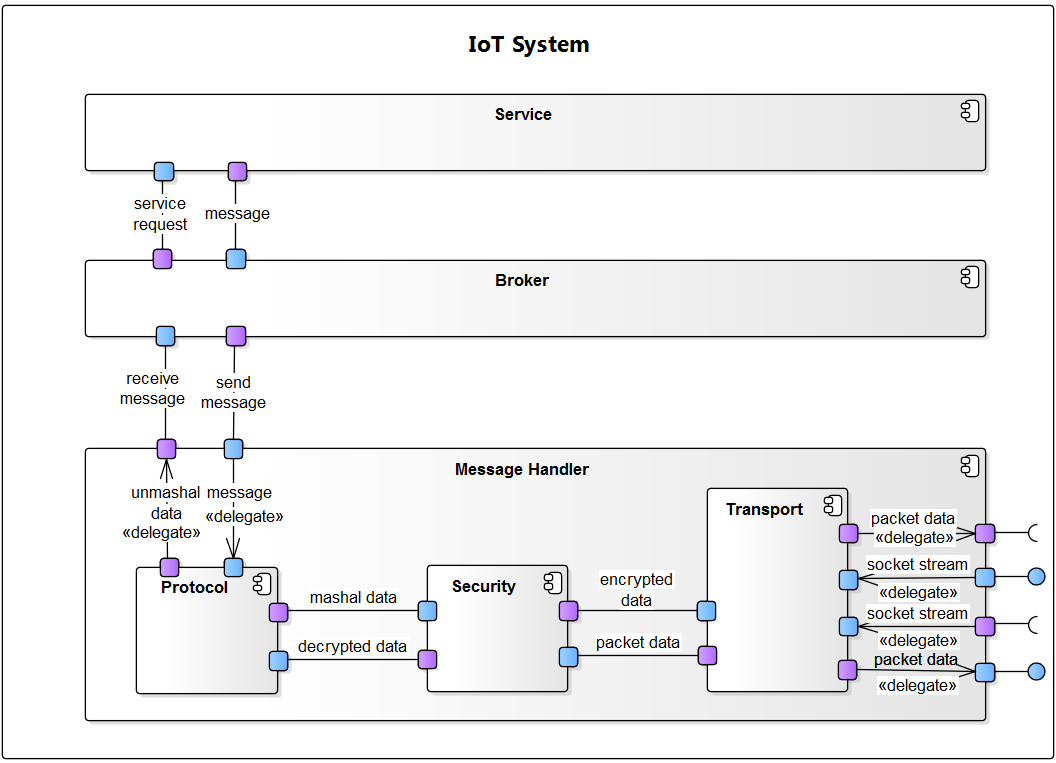 IoT System
Service
service
request
message
Broker
receive
message
send
message
Message Handler
unmashal
data
«delegate»
message
«delegate»
Protocol
mashal data
decrypted data
Security
encrypted
data
packet data
Transport
packet data
«delegate»
socket stream
«delegate»
socket stream
«delegate»
packet data
«delegate»